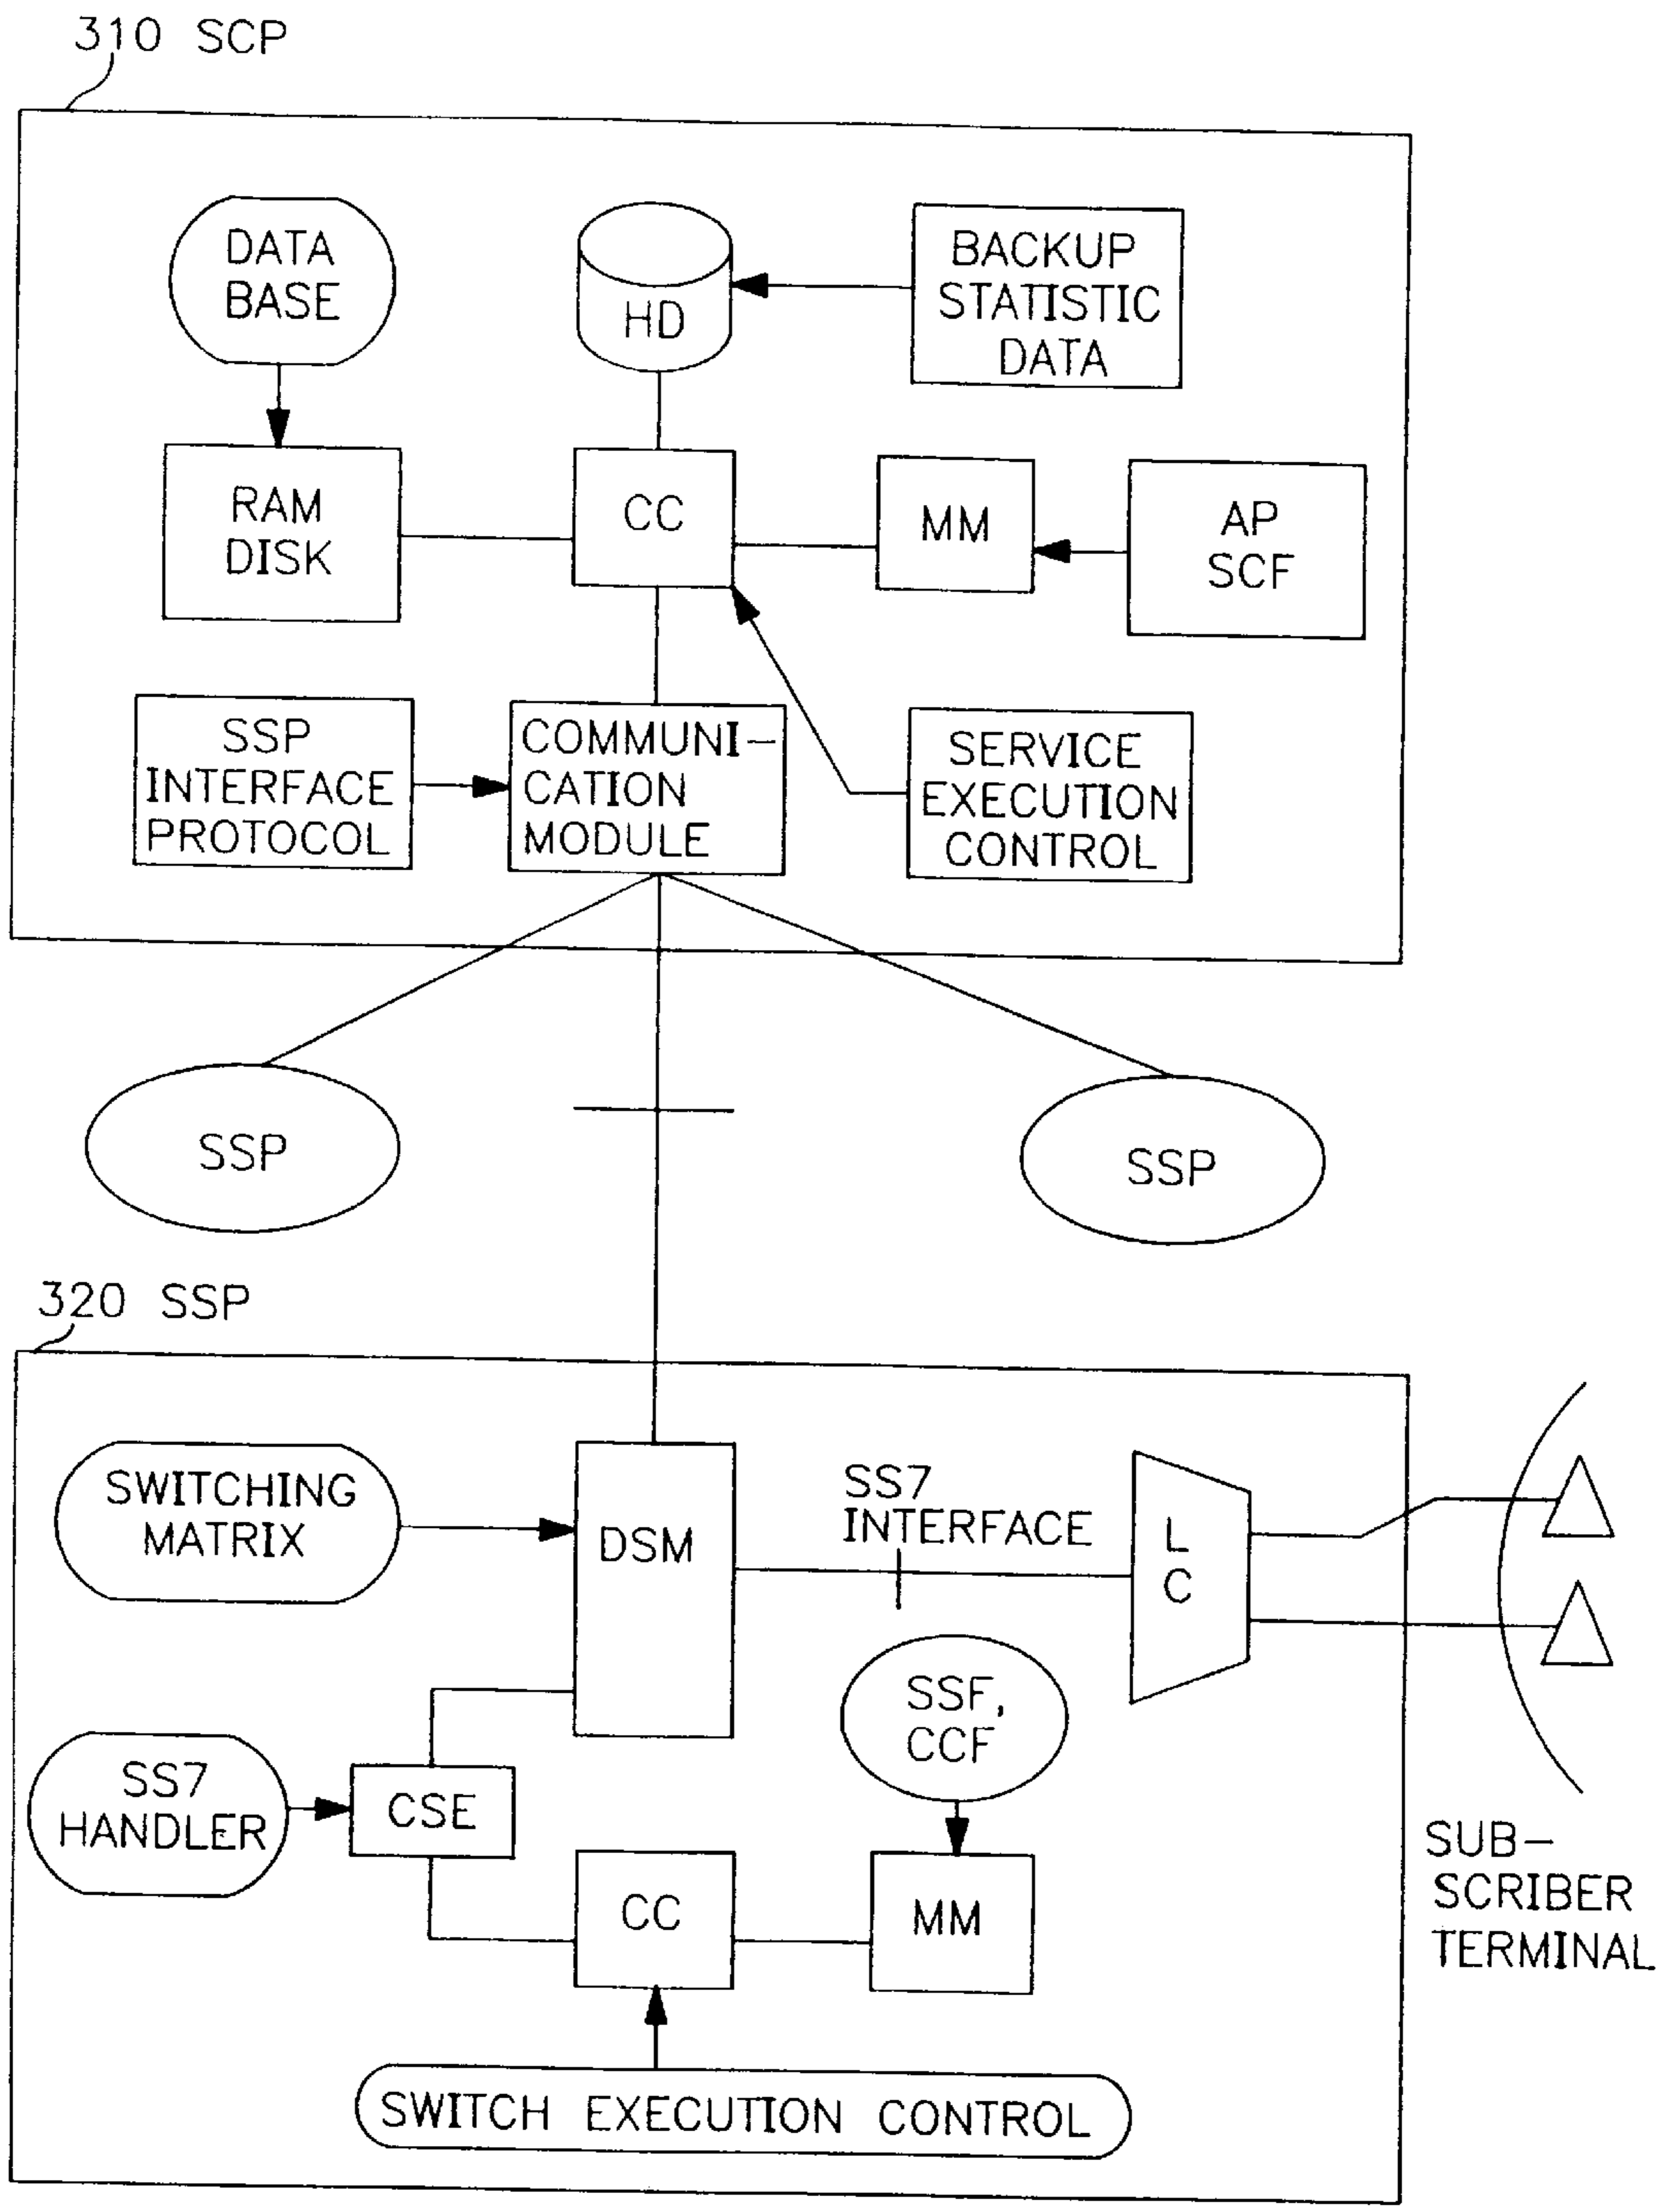 310 SCP
DATA
BASE
HD
BACKUP
STATISTIC
DATA
RAM
DISK
CC
MM
AP
SCF
SSP
INTERFACE
PROTOCOL
COMMUNI-
CATION
MODULE
SERVICE
EXECUTION
CONTROL
SSP
SSP
320 SSP
SWITCHING
MATRIX
DSM
SS7
INTERFACE
L
C
SSF,
CCF
SS7
HANDLER
CSE
CC
MM
SUB-
SCRIBER
TERMINAL
SWITCH EXECUTION CONTROL